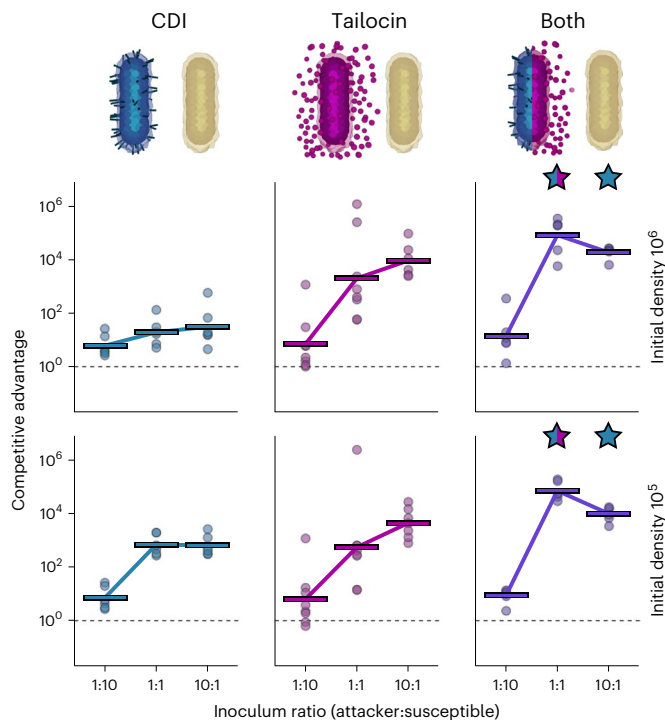 CDI Tailocin Both
10⁶
10⁴
10²
10⁰
Initial density 10⁶
Competitive advantage
10⁶
10⁴
10²
10⁰
Initial density 10⁵
1:10 1:1 10:1 1:10 1:1 10:1 1:10 1:1 10:1
Inoculum ratio (attacker:susceptible)